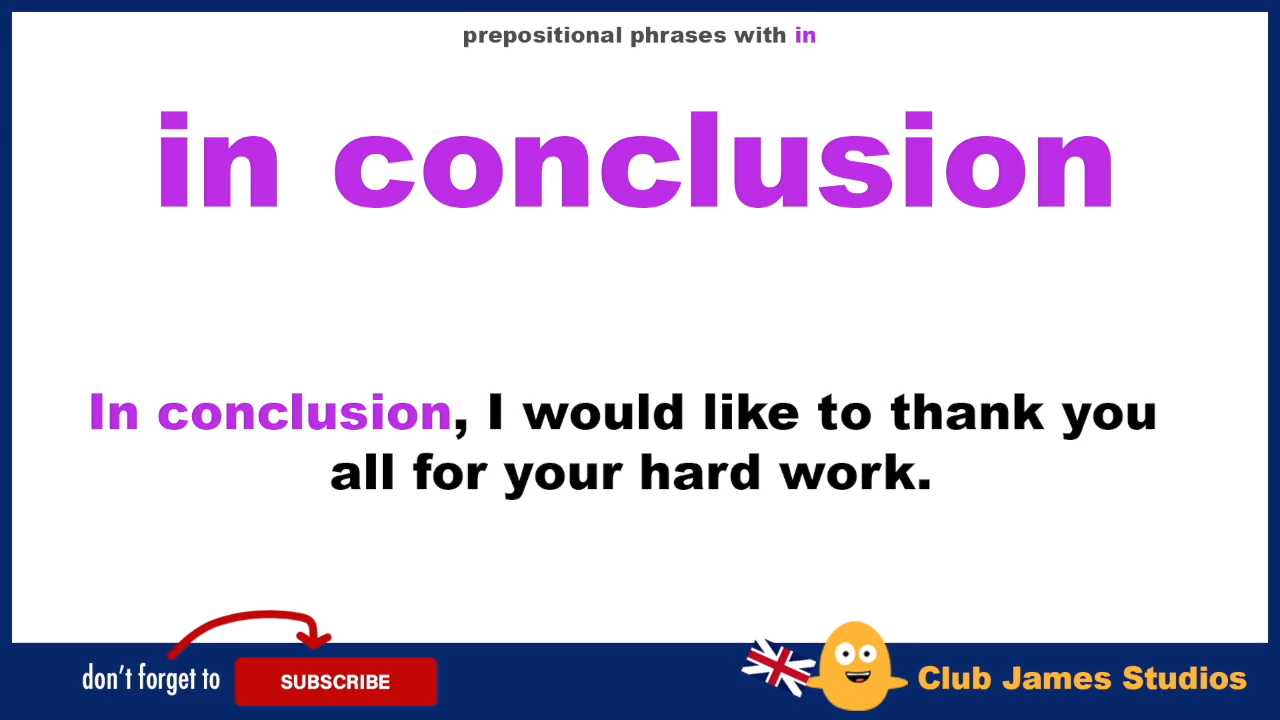 prepositional phrases with in
in conclusion
In conclusion, I would like to thank you
all for your hard work.
don't forget to
SUBSCRIBE
Club James Studios